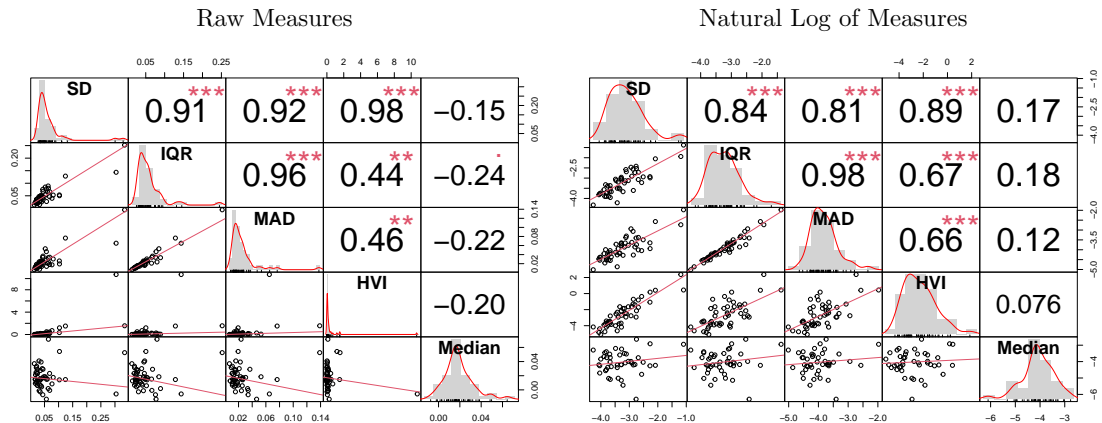 Raw Measures
Natural Log of Measures
0.05 0.15 0.25
0 2 4 6 8 10
−4.0 −3.0 −2.0
−4 −2 0 2
SD
0.91 ***
0.92 ***
0.98 ***
−0.15
0.05 0.20
SD
0.84 ***
0.81 ***
0.89 ***
0.17
−4.0 −2.5 −1.0
0.05 0.20
IQR
0.96 ***
0.44 **
−0.24 .
−4.0 −2.5
IQR
0.98 ***
0.67 ***
0.18
MAD
0.46 **
−0.22
0.02 0.08 0.14
MAD
0.66 ***
0.12
−5.0 −3.5 −2.0
0 4 8
HVI
−0.20
−4 −2 0 2
HVI
0.076
Median
0.00 0.04
Median
−6 −4
0.05 0.15 0.25
0.02 0.06 0.10 0.14
0.00 0.04
−4.0 −3.0 −2.0 −1.0
−5.0 −4.0 −3.0 −2.0
−6 −5 −4 −3